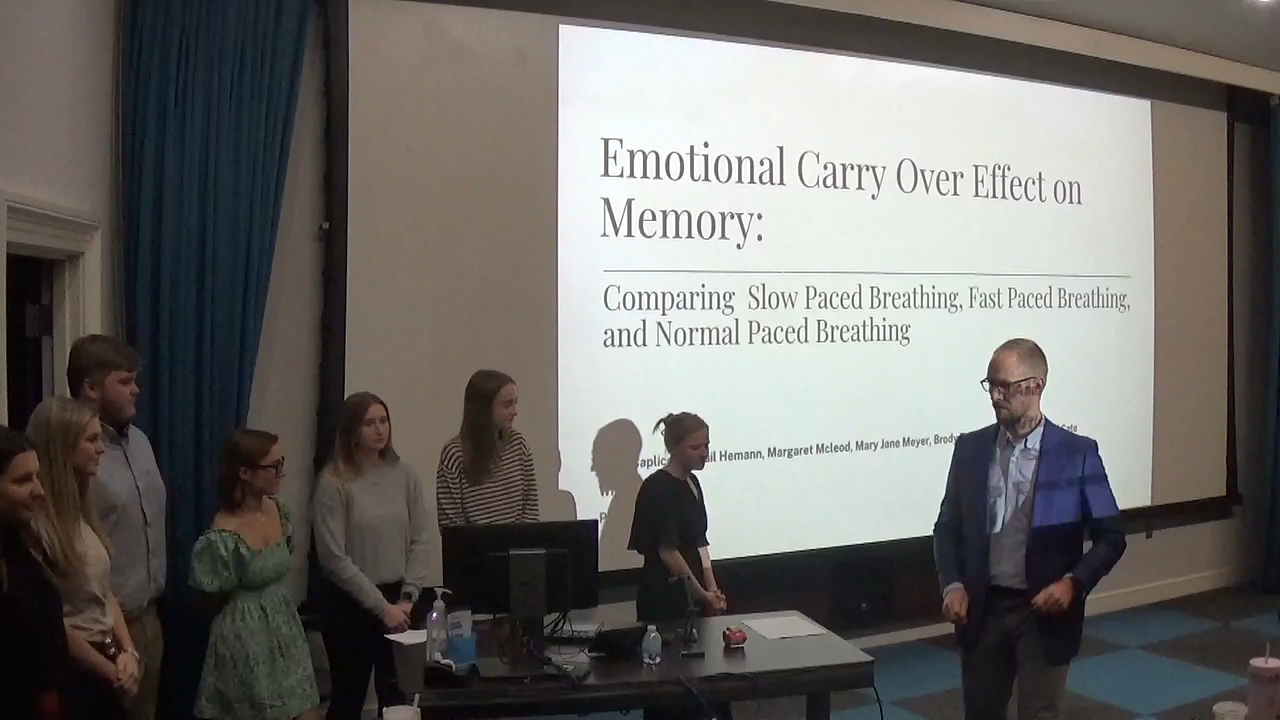 Emotional Carry Over Effect on
Memory:
Comparing Slow Paced Breathing, Fast Paced Breathing,
and Normal Paced Breathing
Hemann, Margaret Mcleod, Mary Jane Meyer, Brody